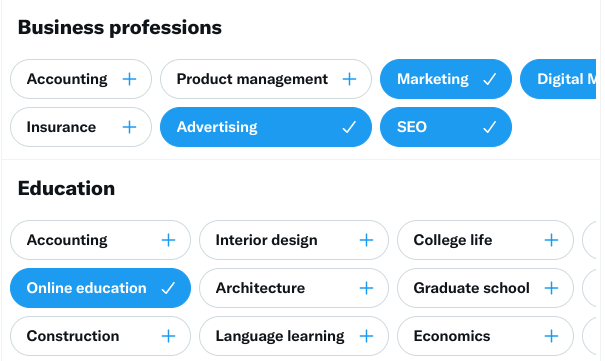 Business professions
Accounting Product management Marketing Digital M
Insurance Advertising SEO
Education
Accounting Interior design College life
Online education Architecture Graduate school
Construction Language learning Economics